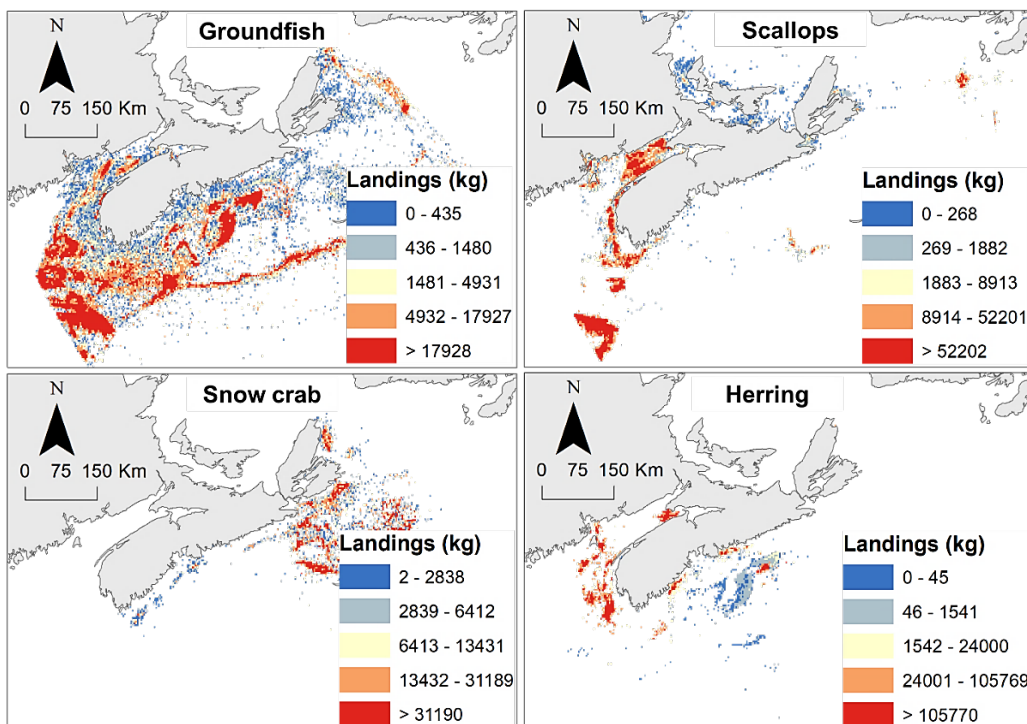 Groundfish
N
0 75 150 Km
Landings (kg)
0 - 435
436 - 1480
1481 - 4931
4932 - 17927
> 17928
Scallops
N
0 75 150 Km
Landings (kg)
0 - 268
269 - 1882
1883 - 8913
8914 - 52201
> 52202
Snow crab
N
0 75 150 Km
Landings (kg)
2 - 2838
2839 - 6412
6413 - 13431
13432 - 31189
> 31190
Herring
N
0 75 150 Km
Landings (kg)
0 - 45
46 - 1541
1542 - 24000
24001 - 105769
> 105770